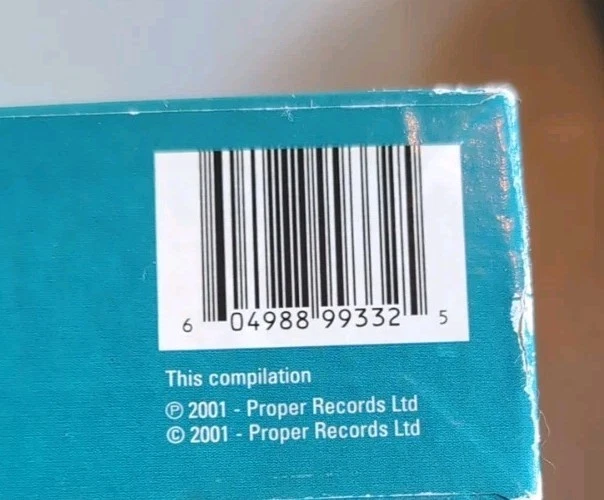 6 04988 99332 5
This compilation
℗ 2001 - Proper Records Ltd
© 2001 - Proper Records Ltd